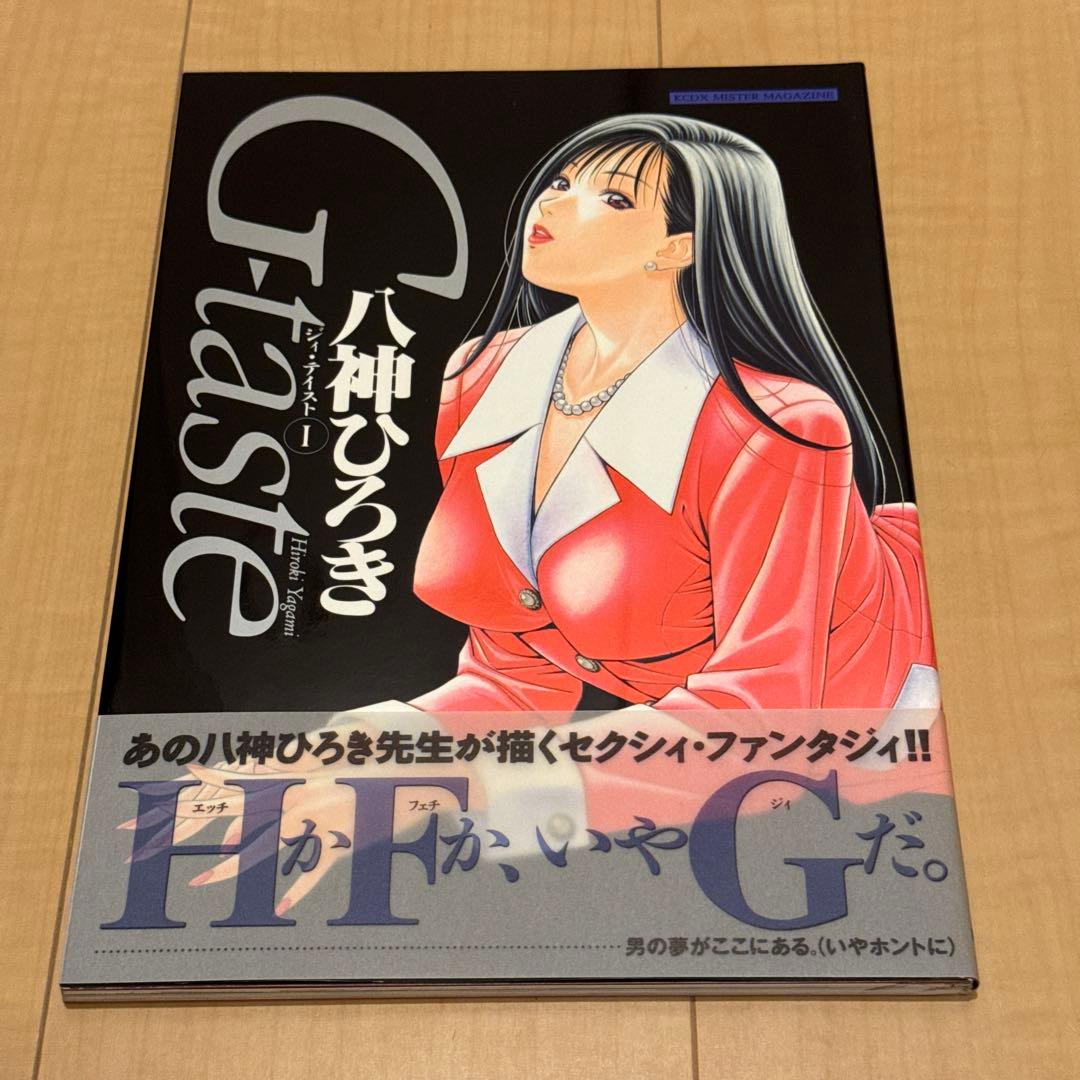 KCDX MISTER MAGAZINE
G-taste
ジィ・テイスト I
八神ひろき
Hiroki Yagami
あの八神ひろき先生が描くセクシィ・ファンタジィ!!
エッチ フェチ ジィ
HかFか、いやGだ。
男の夢がここにある。(いやホントに)